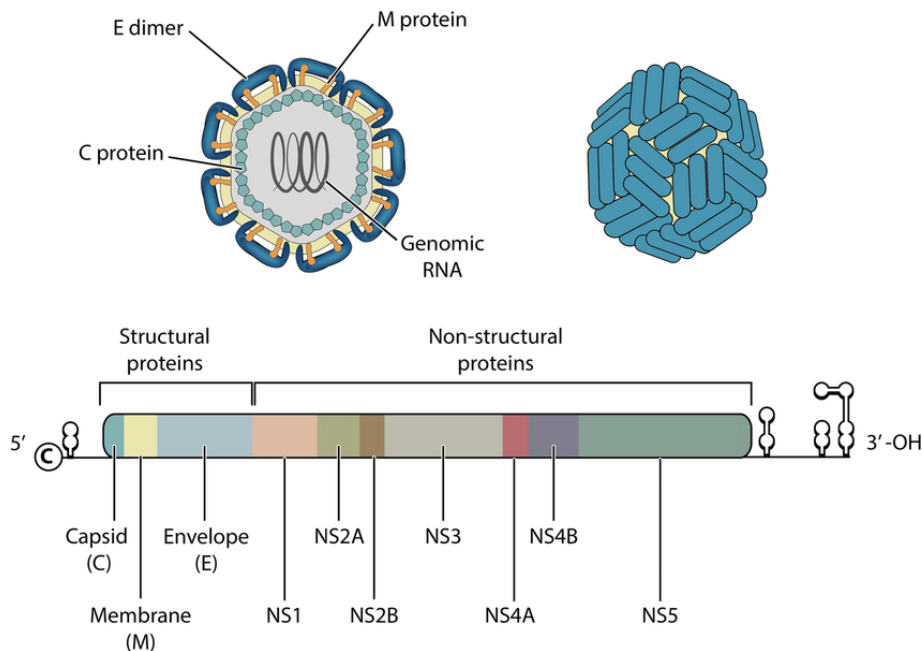 E dimer
M protein
C protein
Genomic
RNA
Structural
proteins
Non-structural
proteins
5′
C
3′-OH
Capsid
(C)
Envelope
(E)
NS2A
NS3
NS4B
Membrane
(M)
NS1
NS2B
NS4A
NS5